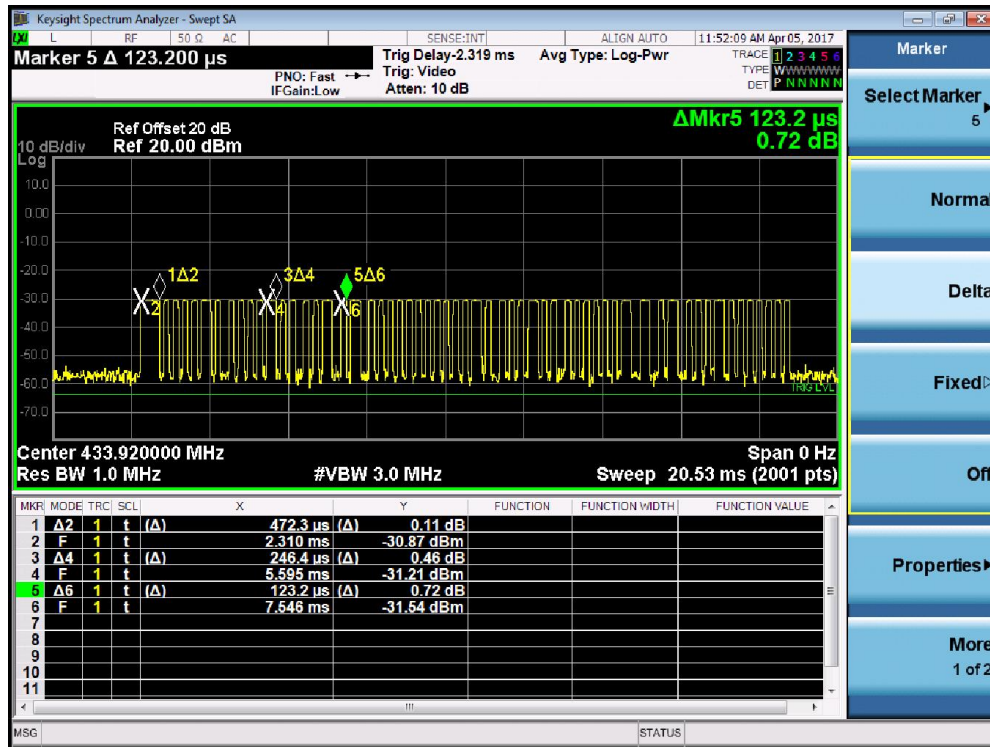 Keysight Spectrum Analyzer - Swept SA
LXI L RF 50 Ω AC SENSE:INT ALIGN AUTO 11:52:09 AM Apr 05, 2017
Marker 5 Δ 123.200 µs
PNO: Fast
IFGain:Low
Trig Delay-2.319 ms
Trig: Video
Atten: 10 dB
Avg Type: Log-Pwr
TRACE 1 2 3 4 5 6
TYPE WWWWWWW
DET P N N N N N
ΔMkr5 123.2 µs
0.72 dB
Ref Offset 20 dB
10 dB/div Ref 20.00 dBm
Log
10.0
0.00
-10.0
-20.0
-30.0
-40.0
-50.0
-60.0
-70.0
1Δ2 3Δ4 5Δ6
2 4 6
TRIG LVL
Center 433.920000 MHz Span 0 Hz
Res BW 1.0 MHz #VBW 3.0 MHz Sweep 20.53 ms (2001 pts)
MKR MODE TRC SCL X Y FUNCTION FUNCTION WIDTH FUNCTION VALUE
1 Δ2 1 t (Δ) 472.3 µs (Δ) 0.11 dB
2 F 1 t 2.310 ms -30.87 dBm
3 Δ4 1 t (Δ) 246.4 µs (Δ) 0.46 dB
4 F 1 t 5.595 ms -31.21 dBm
5 Δ6 1 t (Δ) 123.2 µs (Δ) 0.72 dB
6 F 1 t 7.546 ms -31.54 dBm
7
8
9
10
11
MSG STATUS
Marker
Select Marker
5
Normal
Delta
Fixed
Off
Properties
More
1 of 2